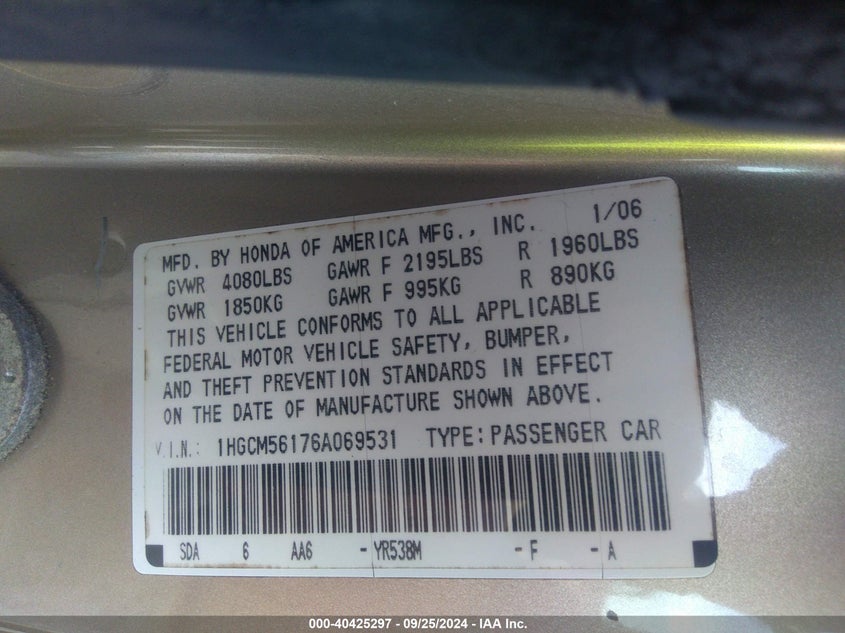 MFD. BY HONDA OF AMERICA MFG., INC. 1/06
GVWR 4080LBS GAWR F 2195LBS R 1960LBS
GVWR 1850KG GAWR F 995KG R 890KG
THIS VEHICLE CONFORMS TO ALL APPLICABLE
FEDERAL MOTOR VEHICLE SAFETY, BUMPER,
AND THEFT PREVENTION STANDARDS IN EFFECT
ON THE DATE OF MANUFACTURE SHOWN ABOVE.
V.I.N.: 1HGCM56176A069531 TYPE: PASSENGER CAR
SDA 6 AA6 - YR538M - F - A
000-40425297 - 09/25/2024 - IAA Inc.